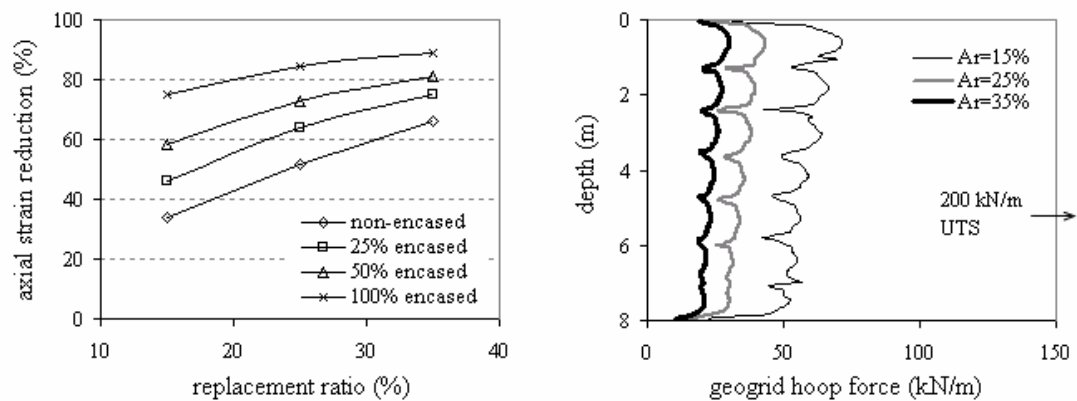 axial strain reduction (%)
100
80
60
40
20
0
non-encased
25% encased
50% encased
100% encased
10 20 30 40
replacement ratio (%)
depth (m)
0
2
4
6
8
Ar=15%
Ar=25%
Ar=35%
200 kN/m
UTS
0 50 100 150
geogrid hoop force (kN/m)